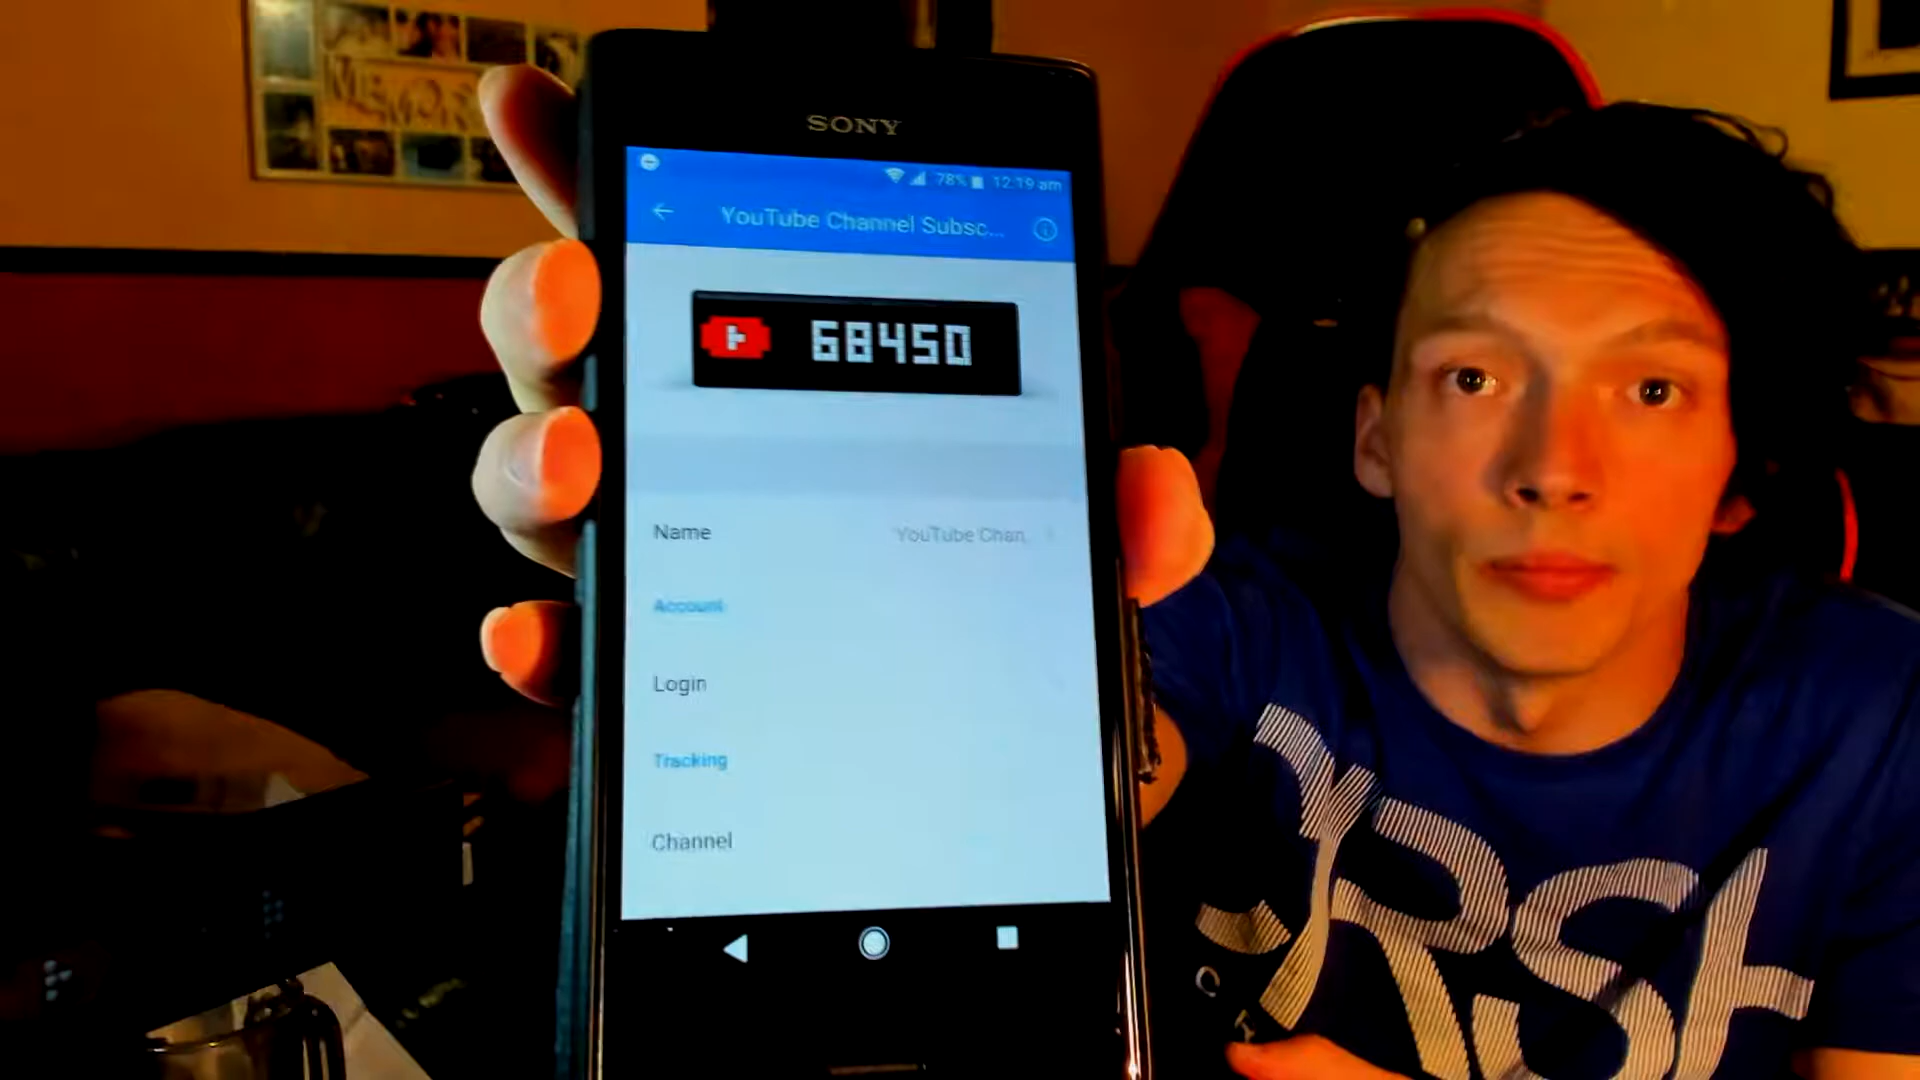 SONY
78% 12:19 am
YouTube Channel Subsc...
68450
Name YouTube Chan
Account
Login
Tracking
Channel